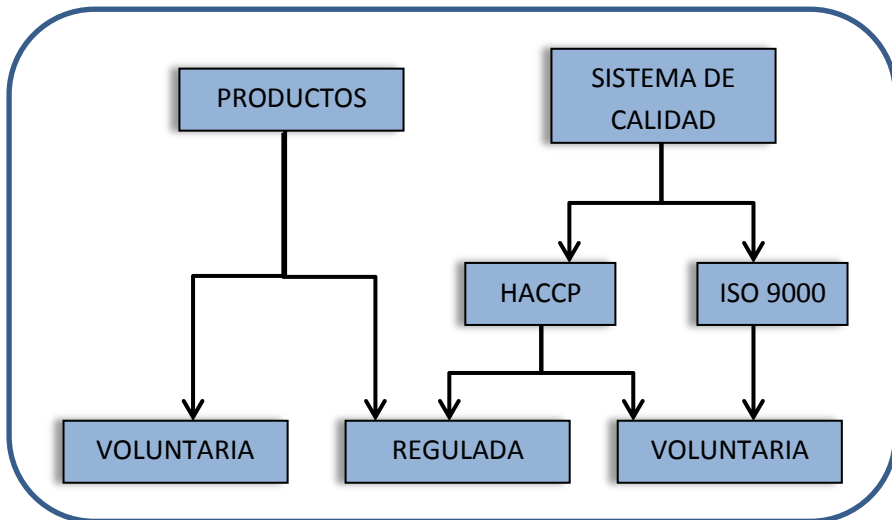 PRODUCTOS
SISTEMA DE
CALIDAD
HACCP
ISO 9000
VOLUNTARIA
REGULADA
VOLUNTARIA